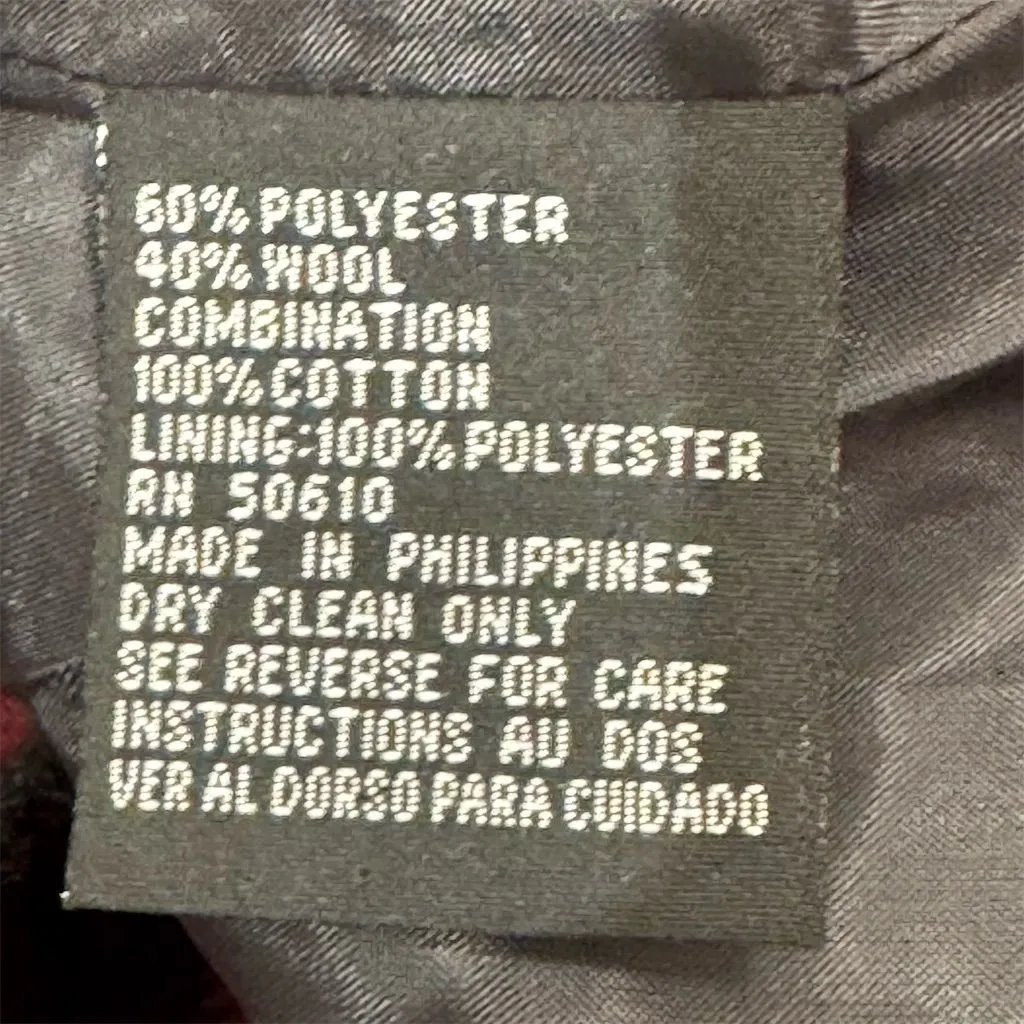 60% POLYESTER
40% WOOL
COMBINATION
100% COTTON
LINING:100% POLYESTER
RN 50610
MADE IN PHILIPPINES
DRY CLEAN ONLY
SEE REVERSE FOR CARE
INSTRUCTIONS AU DOS
VER AL DORSO PARA CUIDADO